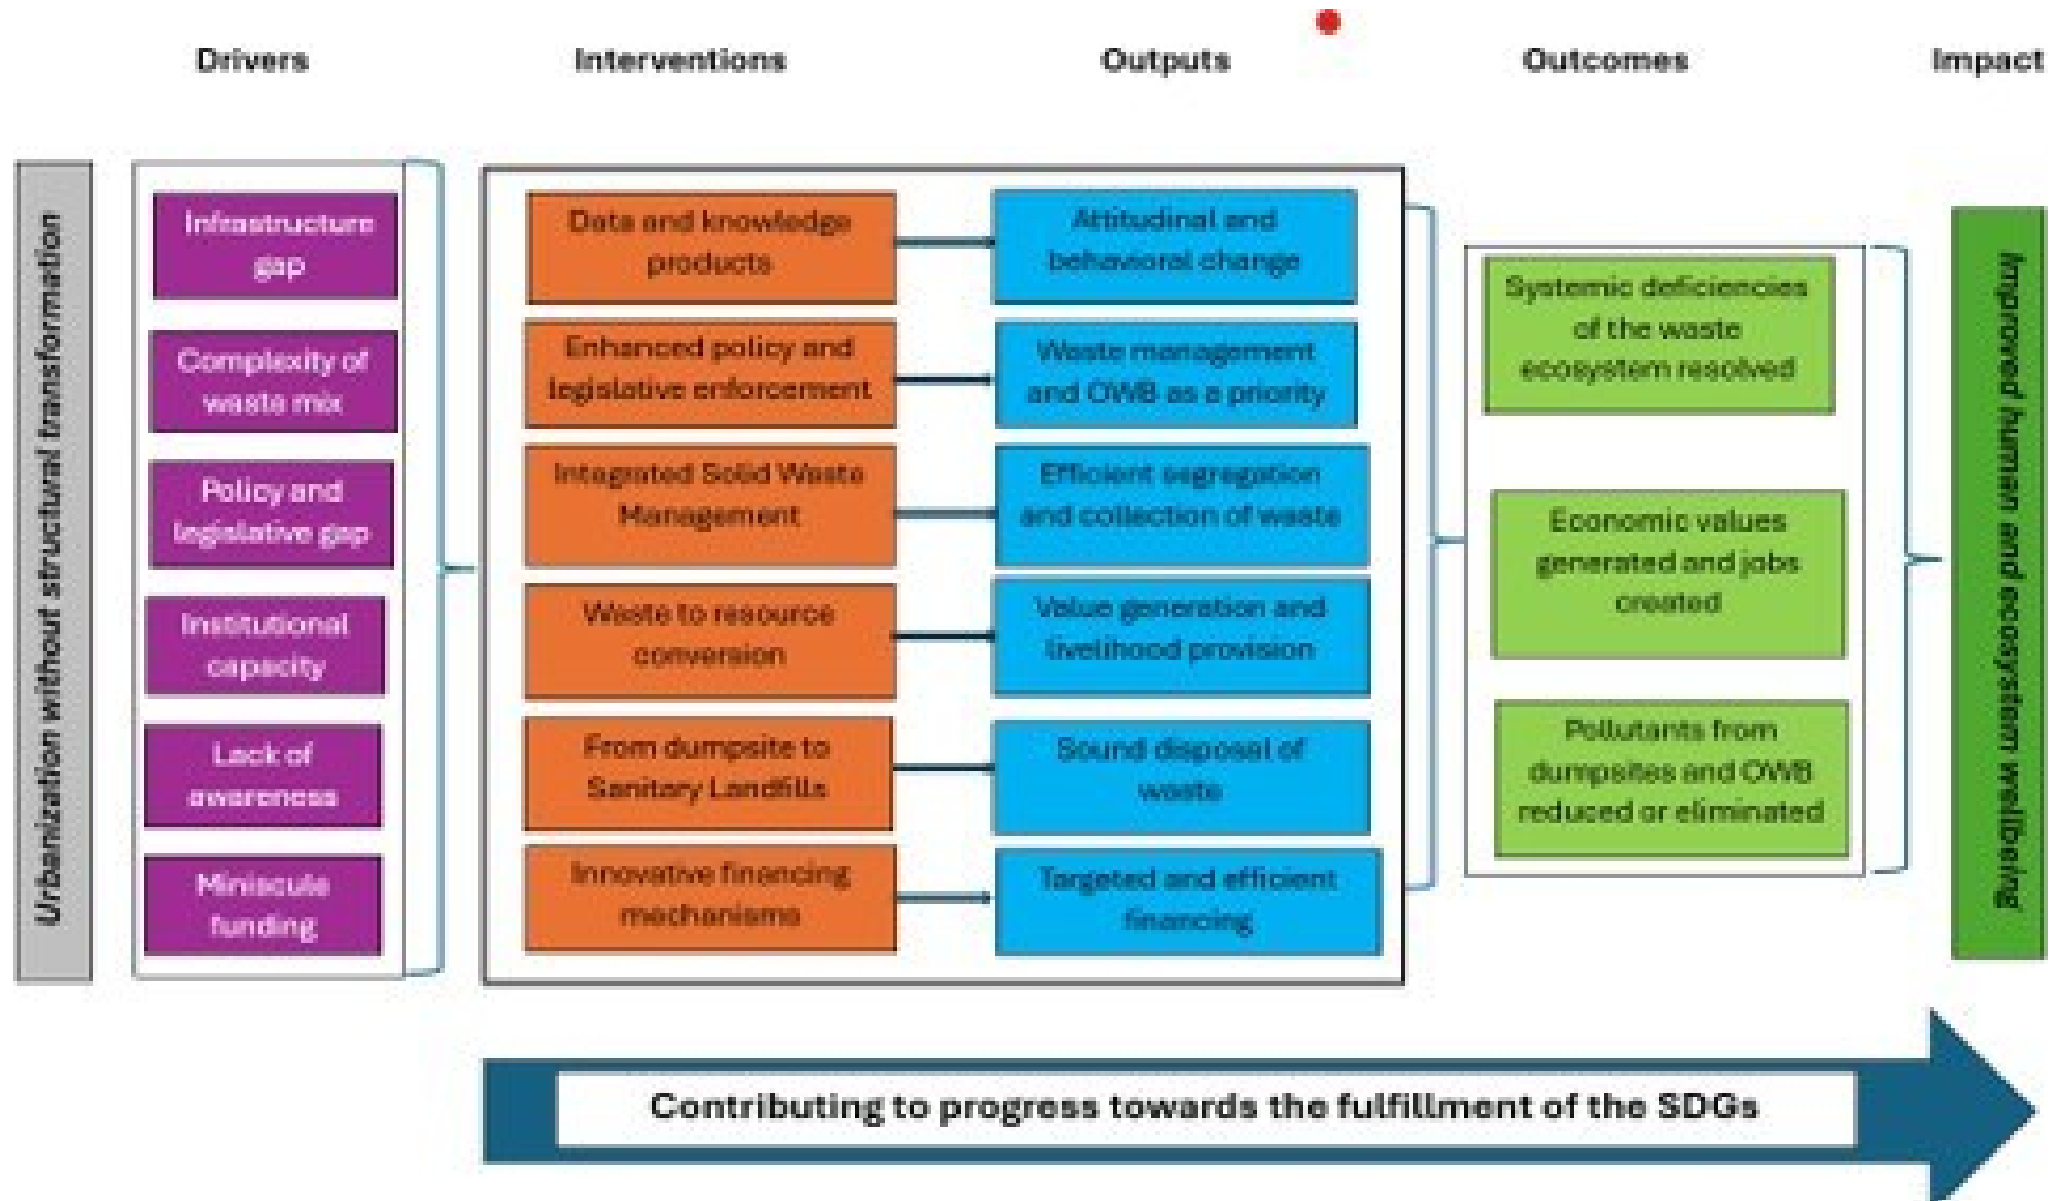 Drivers
Interventions
Outputs
Outcomes
Impact
Urbanization without structural transformation
Infrastructure
gap
Complexity of
waste mix
Policy and
legislative gap
Institutional
capacity
Lack of
awareness
Miniscule
funding
Data and knowledge
products
Enhanced policy and
legislative enforcement
Integrated Solid Waste
Management
Waste to resource
conversion
From dumpsite to
Sanitary Landfills
Innovative financing
mechanisms
Attitudinal and
behavioral change
Waste management
and OWB as a priority
Efficient segregation
and collection of waste
Value generation and
livelihood provision
Sound disposal of
waste
Targeted and efficient
financing
Systemic deficiencies
of the waste
ecosystem resolved
Economic values
generated and jobs
created
Pollutants from
dumpsites and OWB
reduced or eliminated
Improved human and ecosystem wellbeing
Contributing to progress towards the fulfillment of the SDGs